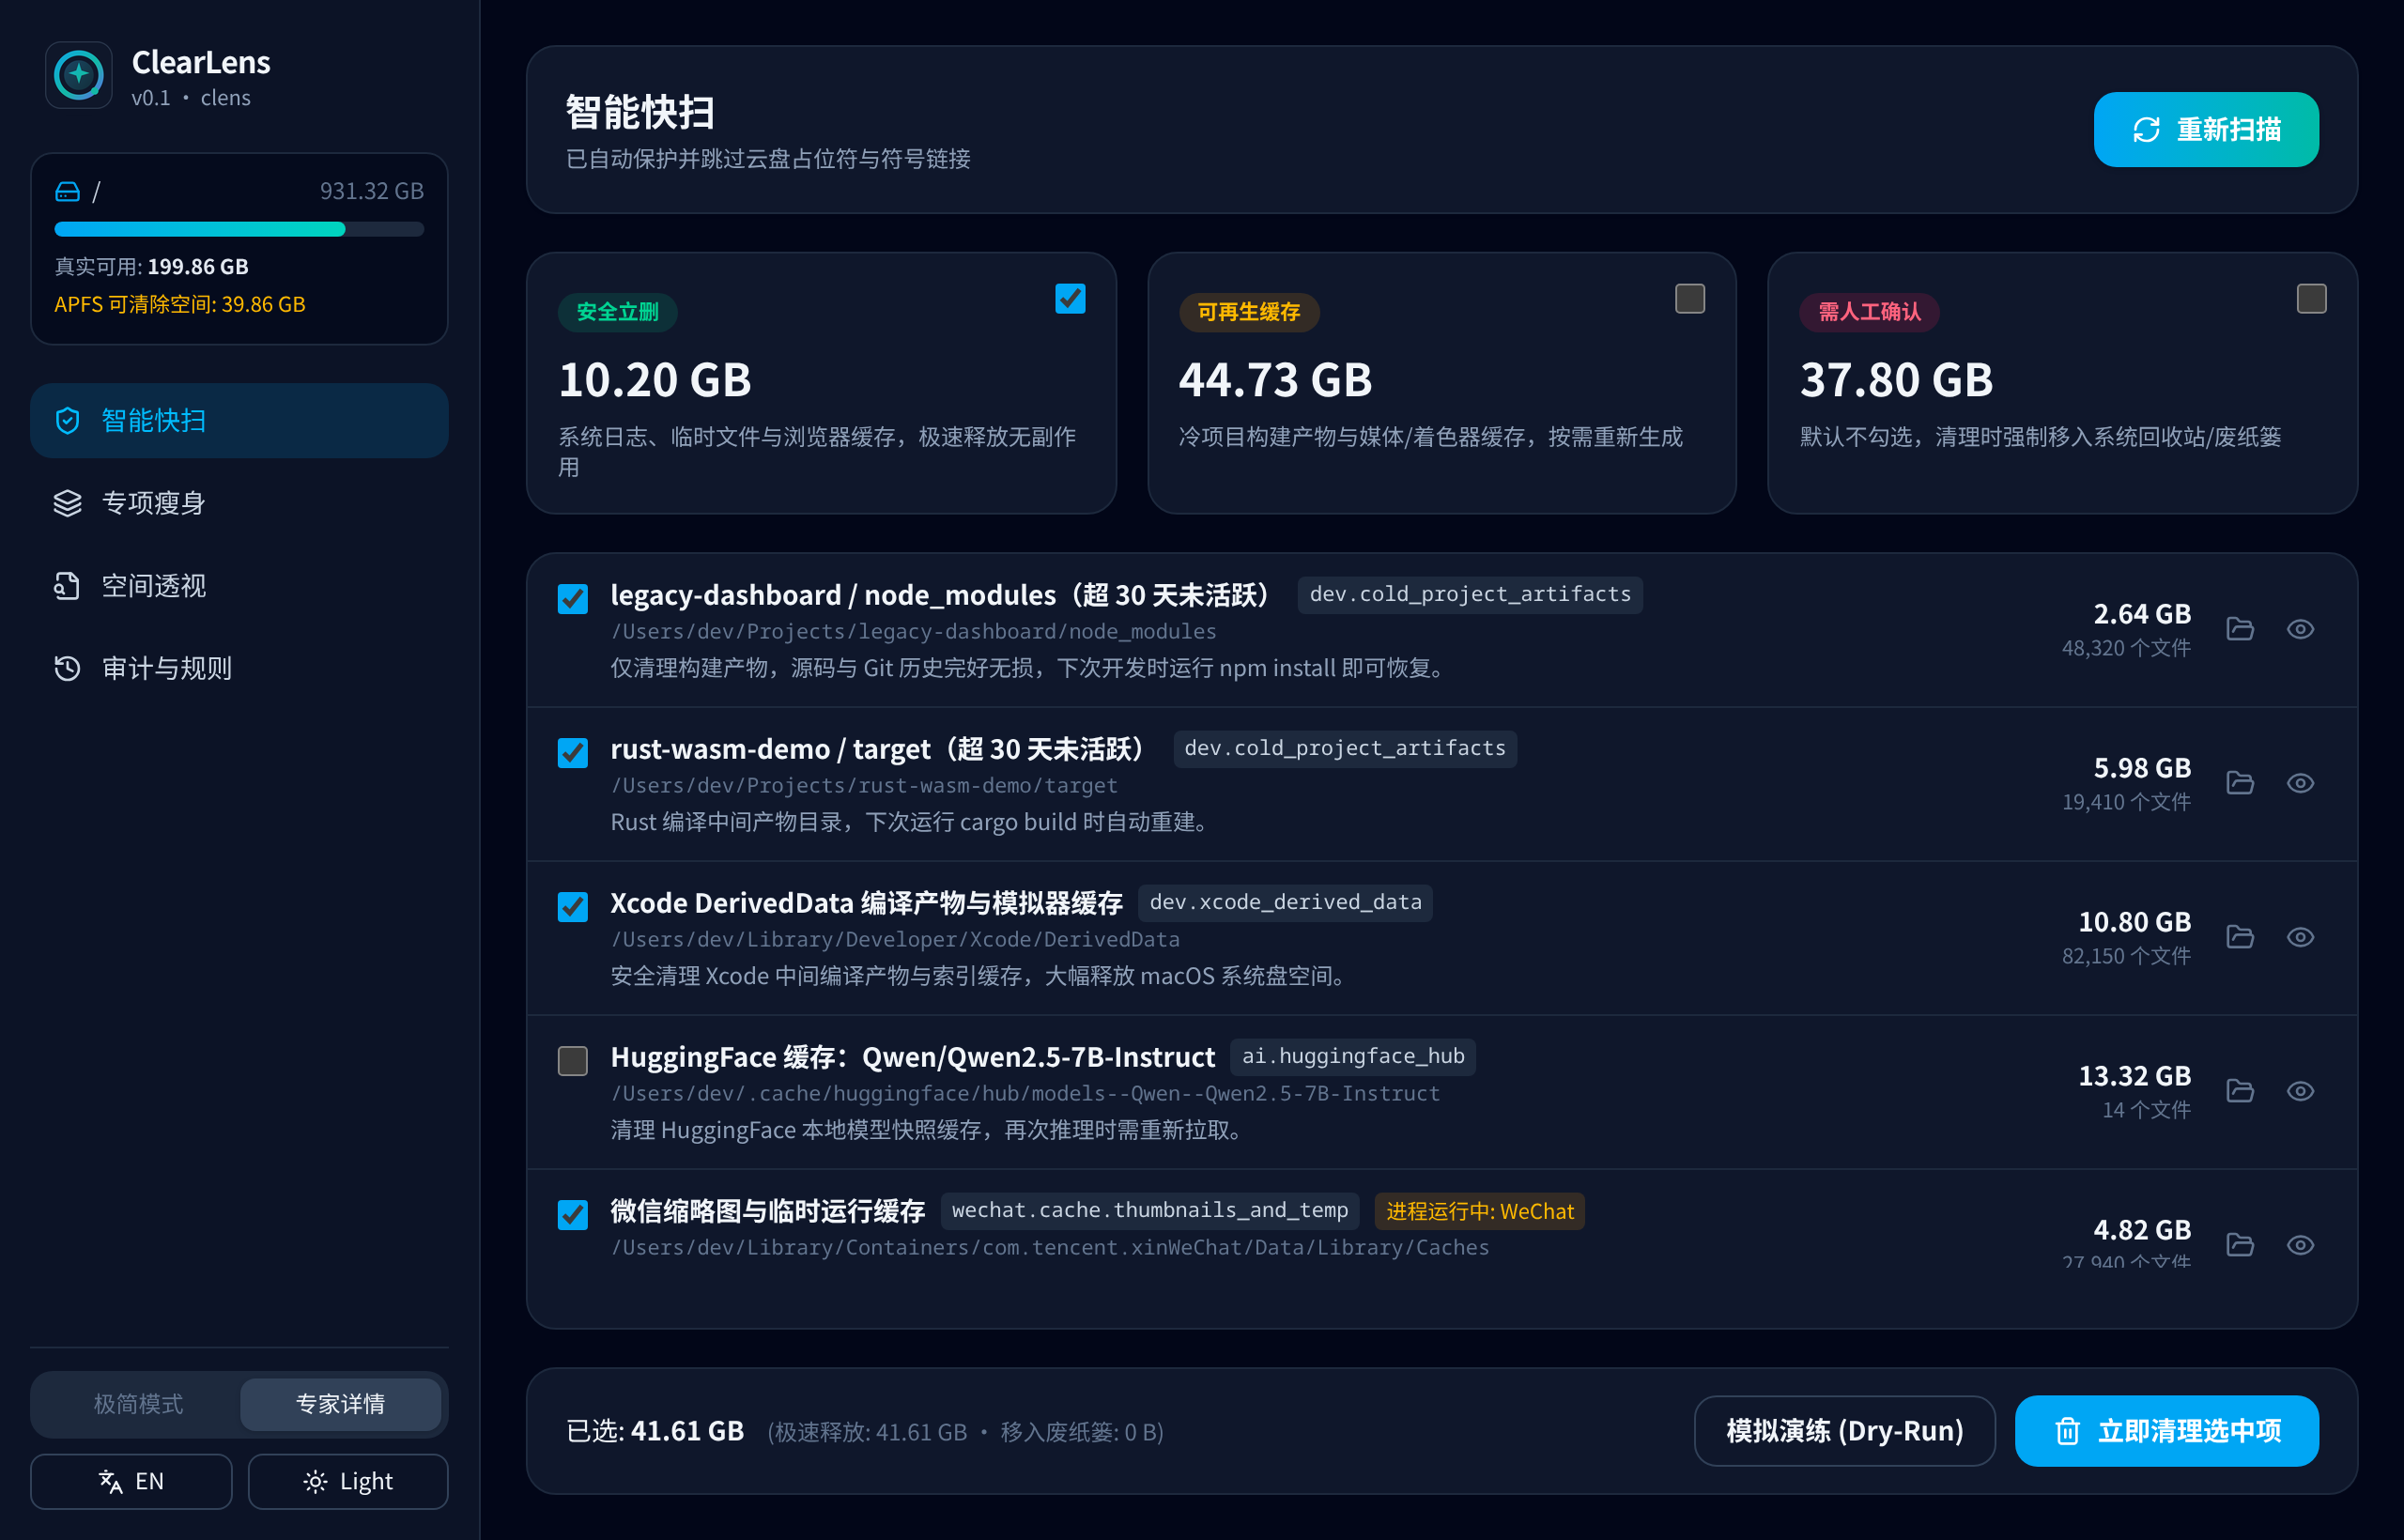 ClearLens
v0.1 • clens
/ 931.32 GB
真实可用: 199.86 GB
APFS 可清除空间: 39.86 GB
智能快扫
专项瘦身
空间透视
审计与规则
极简模式 专家详情
EN Light
智能快扫
已自动保护并跳过云盘占位符与符号链接
重新扫描
安全立删
10.20 GB
系统日志、临时文件与浏览器缓存，极速释放无副作
用
可再生缓存
44.73 GB
冷项目构建产物与媒体/着色器缓存，按需重新生成
需人工确认
37.80 GB
默认不勾选，清理时强制移入系统回收站/废纸篓
legacy-dashboard / node_modules（超 30 天未活跃） dev.cold_project_artifacts
/Users/dev/Projects/legacy-dashboard/node_modules
仅清理构建产物，源码与 Git 历史完好无损，下次开发时运行 npm install 即可恢复。
2.64 GB
48,320 个文件
rust-wasm-demo / target（超 30 天未活跃） dev.cold_project_artifacts
/Users/dev/Projects/rust-wasm-demo/target
Rust 编译中间产物目录，下次运行 cargo build 时自动重建。
5.98 GB
19,410 个文件
Xcode DerivedData 编译产物与模拟器缓存 dev.xcode_derived_data
/Users/dev/Library/Developer/Xcode/DerivedData
安全清理 Xcode 中间编译产物与索引缓存，大幅释放 macOS 系统盘空间。
10.80 GB
82,150 个文件
HuggingFace 缓存：Qwen/Qwen2.5-7B-Instruct ai.huggingface_hub
/Users/dev/.cache/huggingface/hub/models--Qwen--Qwen2.5-7B-Instruct
清理 HuggingFace 本地模型快照缓存，再次推理时需重新拉取。
13.32 GB
14 个文件
微信缩略图与临时运行缓存 wechat.cache.thumbnails_and_temp 进程运行中: WeChat
/Users/dev/Library/Containers/com.tencent.xinWeChat/Data/Library/Caches
4.82 GB
27,940 个文件
已选: 41.61 GB (极速释放: 41.61 GB • 移入废纸篓: 0 B)
模拟演练 (Dry-Run)
立即清理选中项